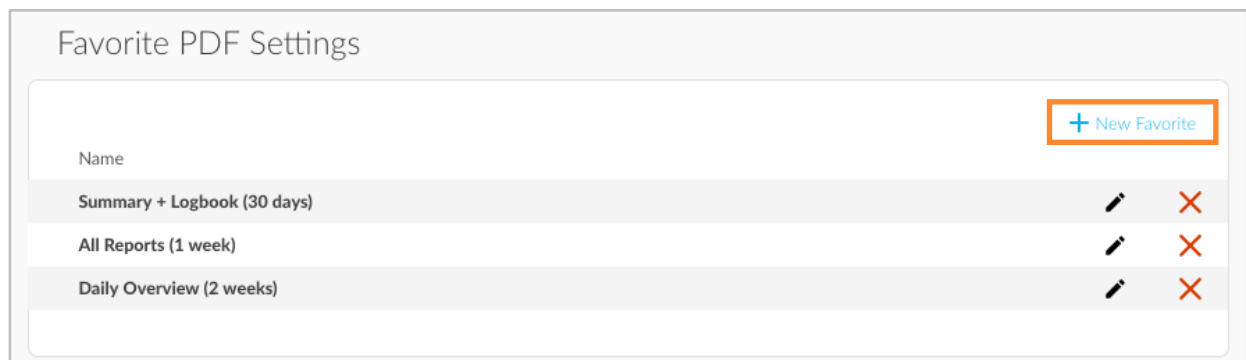 Favorite PDF Settings
+ New Favorite
Name
Summary + Logbook (30 days)
All Reports (1 week)
Daily Overview (2 weeks)